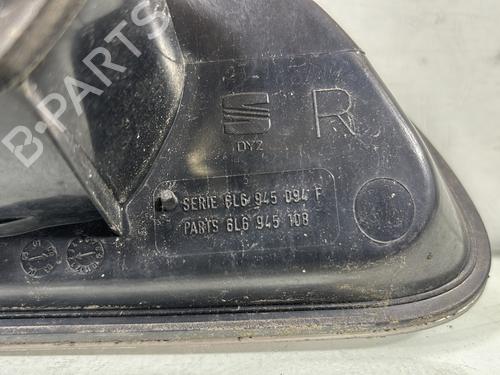 B-PARTS
R
DYZ
SERIE 6L6 945 094 F
PARTS 6L6 945 108